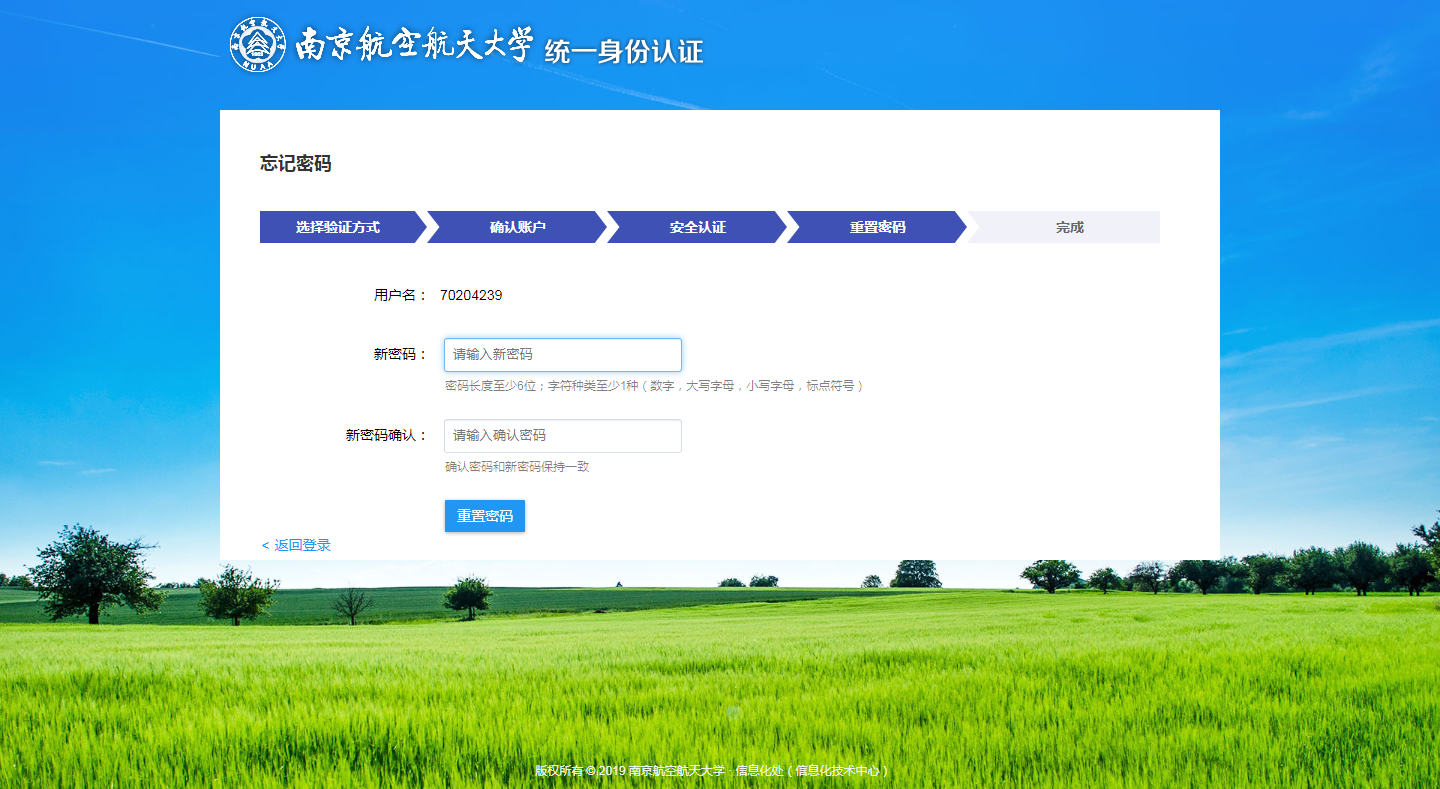 南京航空航天大学 统一身份认证
NUAA
忘记密码
选择验证方式 确认账户 安全认证 重置密码 完成
用户名： 70204239
新密码： 请输入新密码
密码长度至少6位；字符种类至少1种（数字，大写字母，小写字母，标点符号）
新密码确认： 请输入确认密码
确认密码和新密码保持一致
重置密码
< 返回登录
版权所有 © 2019 南京航空航天大学 · 信息化处（信息化技术中心）